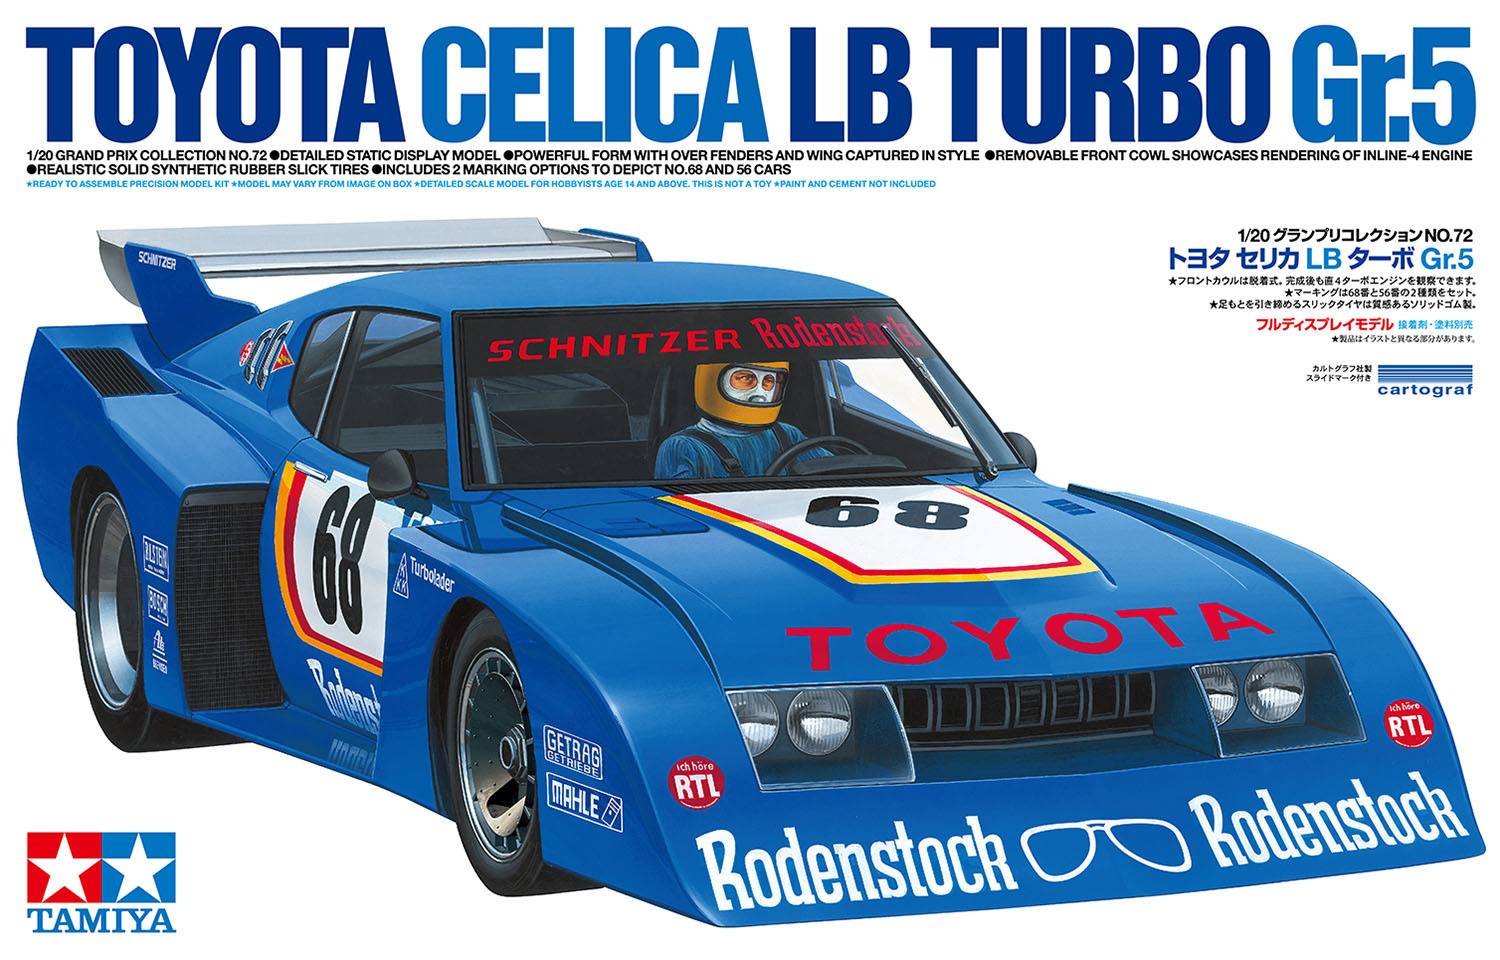 TOYOTA CELICA LB TURBO Gr.5
1/20 GRAND PRIX COLLECTION NO.72 ●DETAILED STATIC DISPLAY MODEL ●POWERFUL FORM WITH OVER FENDERS AND WING CAPTURED IN STYLE ●REMOVABLE FRONT COWL SHOWCASES RENDERING OF INLINE-4 ENGINE
●REALISTIC SOLID SYNTHETIC RUBBER SLICK TIRES ●INCLUDES 2 MARKING OPTIONS TO DEPICT NO.68 AND 56 CARS
★READY TO ASSEMBLE PRECISION MODEL KIT ★MODEL MAY VARY FROM IMAGE ON BOX ★DETAILED SCALE MODEL FOR HOBBYISTS AGE 14 AND ABOVE. THIS IS NOT A TOY ★PAINT AND CEMENT NOT INCLUDED
1/20 グランプリコレクションNO.72
トヨタ セリカ LB ターボ Gr.5
★フロントカウルは脱着式。完成後も直4ターボエンジンを観察できます。
★マーキングは68番と56番の2種類をセット。
★足もとを引き締めるスリックタイヤは質感あるソリッドゴム製。
フルディスプレイモデル 接着剤・塗料別売
★製品はイラストと異なる部分があります。
カルトグラフ社製
スライドマーク付き
cartograf
SCHNITZER
SCHNITZER Rodenstock
68
68
TOYOTA
BILSTEIN
BOSCH
Ate
KKK
Turbolader
Rodenst
GETRAG
GETRIEBE
MAHLE
ich höre
RTL
ich höre
RTL
Rodenstock
Rodenstock
TAMIYA